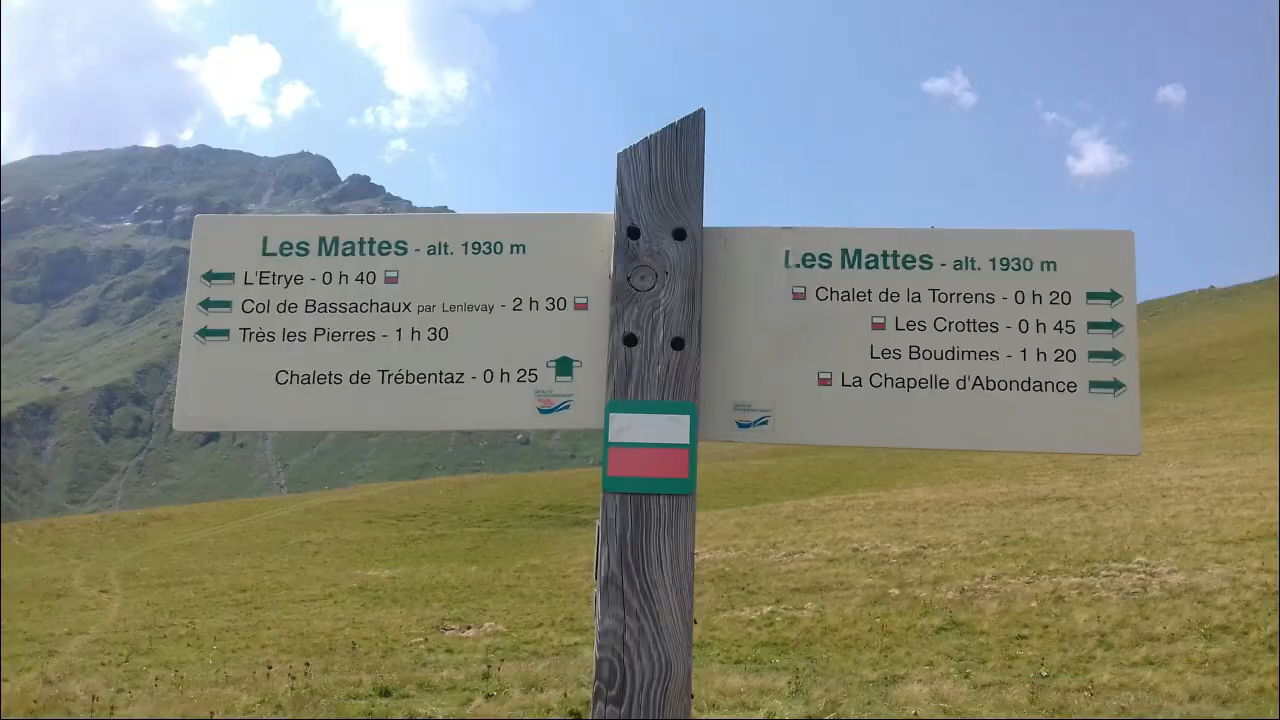 Les Mattes - alt. 1930 m
L'Etrye - 0 h 40
Col de Bassachaux par Lenlevay - 2 h 30
Très les Pierres - 1 h 30
Chalets de Trébentaz - 0 h 25
Les Mattes - alt. 1930 m
Chalet de la Torrens - 0 h 20
Les Crottes - 0 h 45
Les Boudimes - 1 h 20
La Chapelle d'Abondance